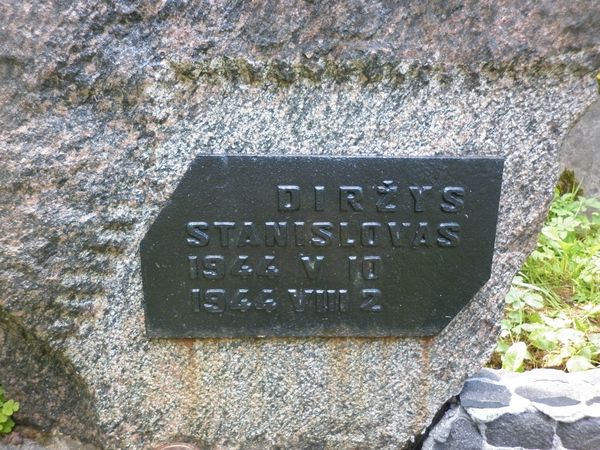 DIRŽYS
STANISLOVAS
1944 V 10
1944 VIII 2